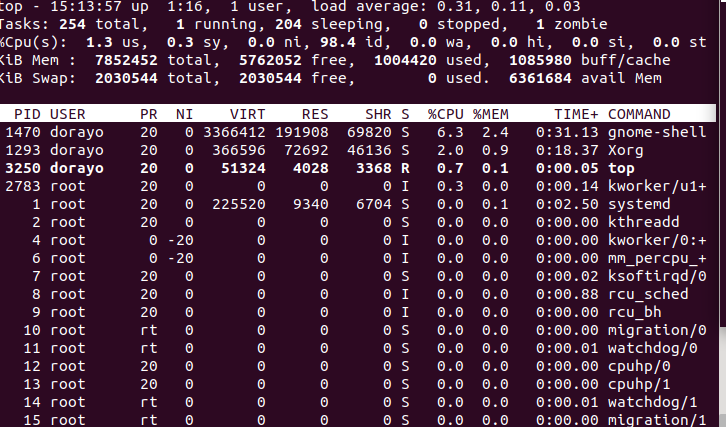 top - 15:13:57 up  1:16,  1 user,  load average: 0.31, 0.11, 0.03
Tasks: 254 total,   1 running, 204 sleeping,   0 stopped,   1 zombie
%Cpu(s):  1.3 us,  0.3 sy,  0.0 ni, 98.4 id,  0.0 wa,  0.0 hi,  0.0 si,  0.0 st
KiB Mem :  7852452 total,  5762052 free,  1004420 used,  1085980 buff/cache
KiB Swap:  2030544 total,  2030544 free,        0 used.  6361684 avail Mem
PID USER      PR  NI    VIRT    RES    SHR S  %CPU %MEM     TIME+ COMMAND
1470 dorayo    20   0 3366412 191908  69820 S   6.3  2.4   0:31.13 gnome-shell
1293 dorayo    20   0  366596  72692  46136 S   2.0  0.9   0:18.37 Xorg
3250 dorayo    20   0   51324   4028   3368 R   0.7  0.1   0:00.05 top
2783 root      20   0       0      0      0 I   0.3  0.0   0:00.14 kworker/u1+
1 root      20   0  225520   9340   6704 S   0.0  0.1   0:02.50 systemd
2 root      20   0       0      0      0 S   0.0  0.0   0:00.00 kthreadd
4 root       0 -20       0      0      0 I   0.0  0.0   0:00.00 kworker/0:+
6 root       0 -20       0      0      0 I   0.0  0.0   0:00.00 mm_percpu_+
7 root      20   0       0      0      0 S   0.0  0.0   0:00.02 ksoftirqd/0
8 root      20   0       0      0      0 I   0.0  0.0   0:00.88 rcu_sched
9 root      20   0       0      0      0 I   0.0  0.0   0:00.00 rcu_bh
10 root      rt   0       0      0      0 S   0.0  0.0   0:00.00 migration/0
11 root      rt   0       0      0      0 S   0.0  0.0   0:00.01 watchdog/0
12 root      20   0       0      0      0 S   0.0  0.0   0:00.00 cpuhp/0
13 root      20   0       0      0      0 S   0.0  0.0   0:00.00 cpuhp/1
14 root      rt   0       0      0      0 S   0.0  0.0   0:00.01 watchdog/1
15 root      rt   0       0      0      0 S   0.0  0.0   0:00.00 migration/1